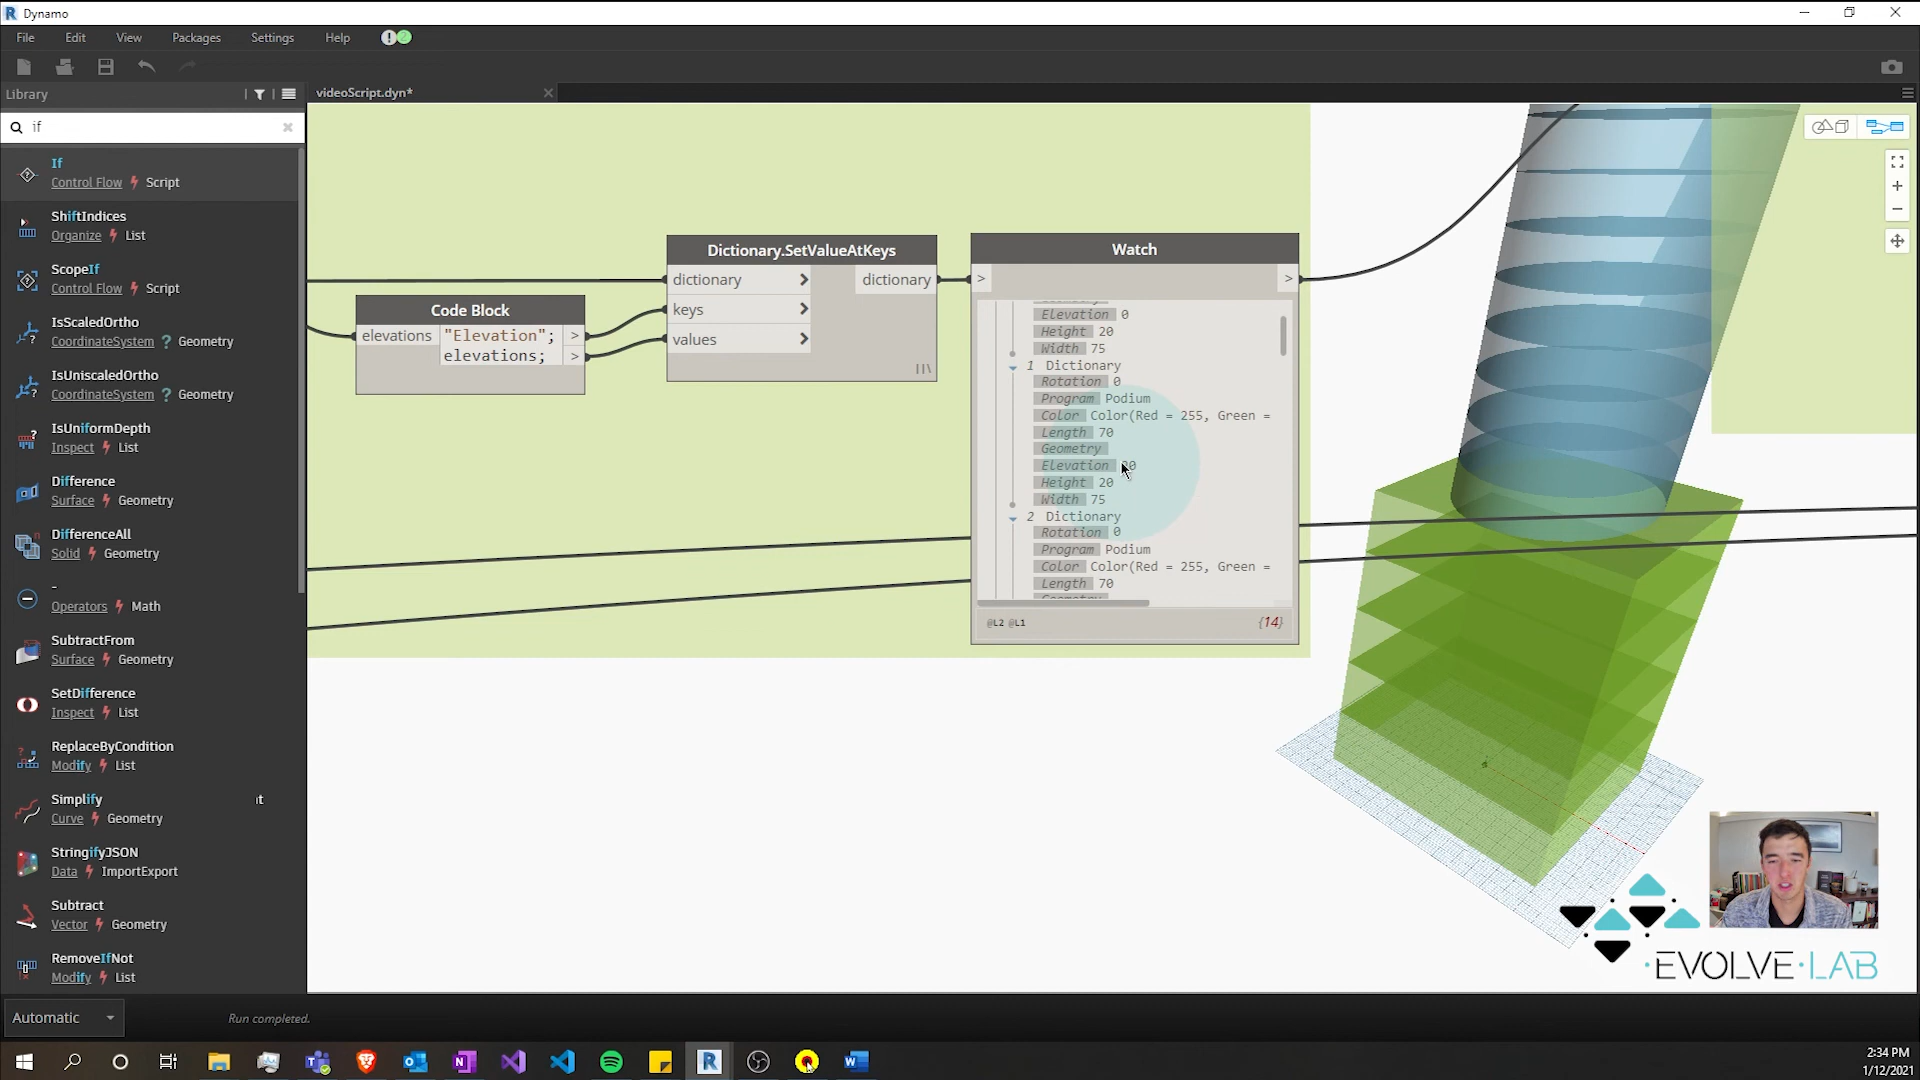 Dynamo
File Edit View Packages Settings Help
Library
videoScript.dyn*
if
If
Control Flow Script
ShiftIndices
Organize List
ScopeIf
Control Flow Script
IsScaledOrtho
CoordinateSystem ? Geometry
IsUniscaledOrtho
CoordinateSystem ? Geometry
IsUniformDepth
Inspect List
Difference
Surface Geometry
DifferenceAll
Solid Geometry
-
Operators Math
SubtractFrom
Surface Geometry
SetDifference
Inspect List
ReplaceByCondition
Modify List
Simplify
Curve Geometry
StringifyJSON
Data ImportExport
Subtract
Vector Geometry
RemoveIfNot
Modify List
Code Block
elevations "Elevation"; >
elevations; >
Dictionary.SetValueAtKeys
dictionary > dictionary
keys >
values >
Watch
> >
Elevation 0
Height 20
Width 75
1 Dictionary
Rotation 0
Program Podium
Color Color(Red = 255, Green =
Length 70
Geometry
Elevation
Height 20
Width 75
2 Dictionary
Rotation 0
Program Podium
Color Color(Red = 255, Green =
Length 70
@L2 @L1 {14}
EVOLVE·LAB
Automatic
Run completed.
2:34 PM
1/12/2021